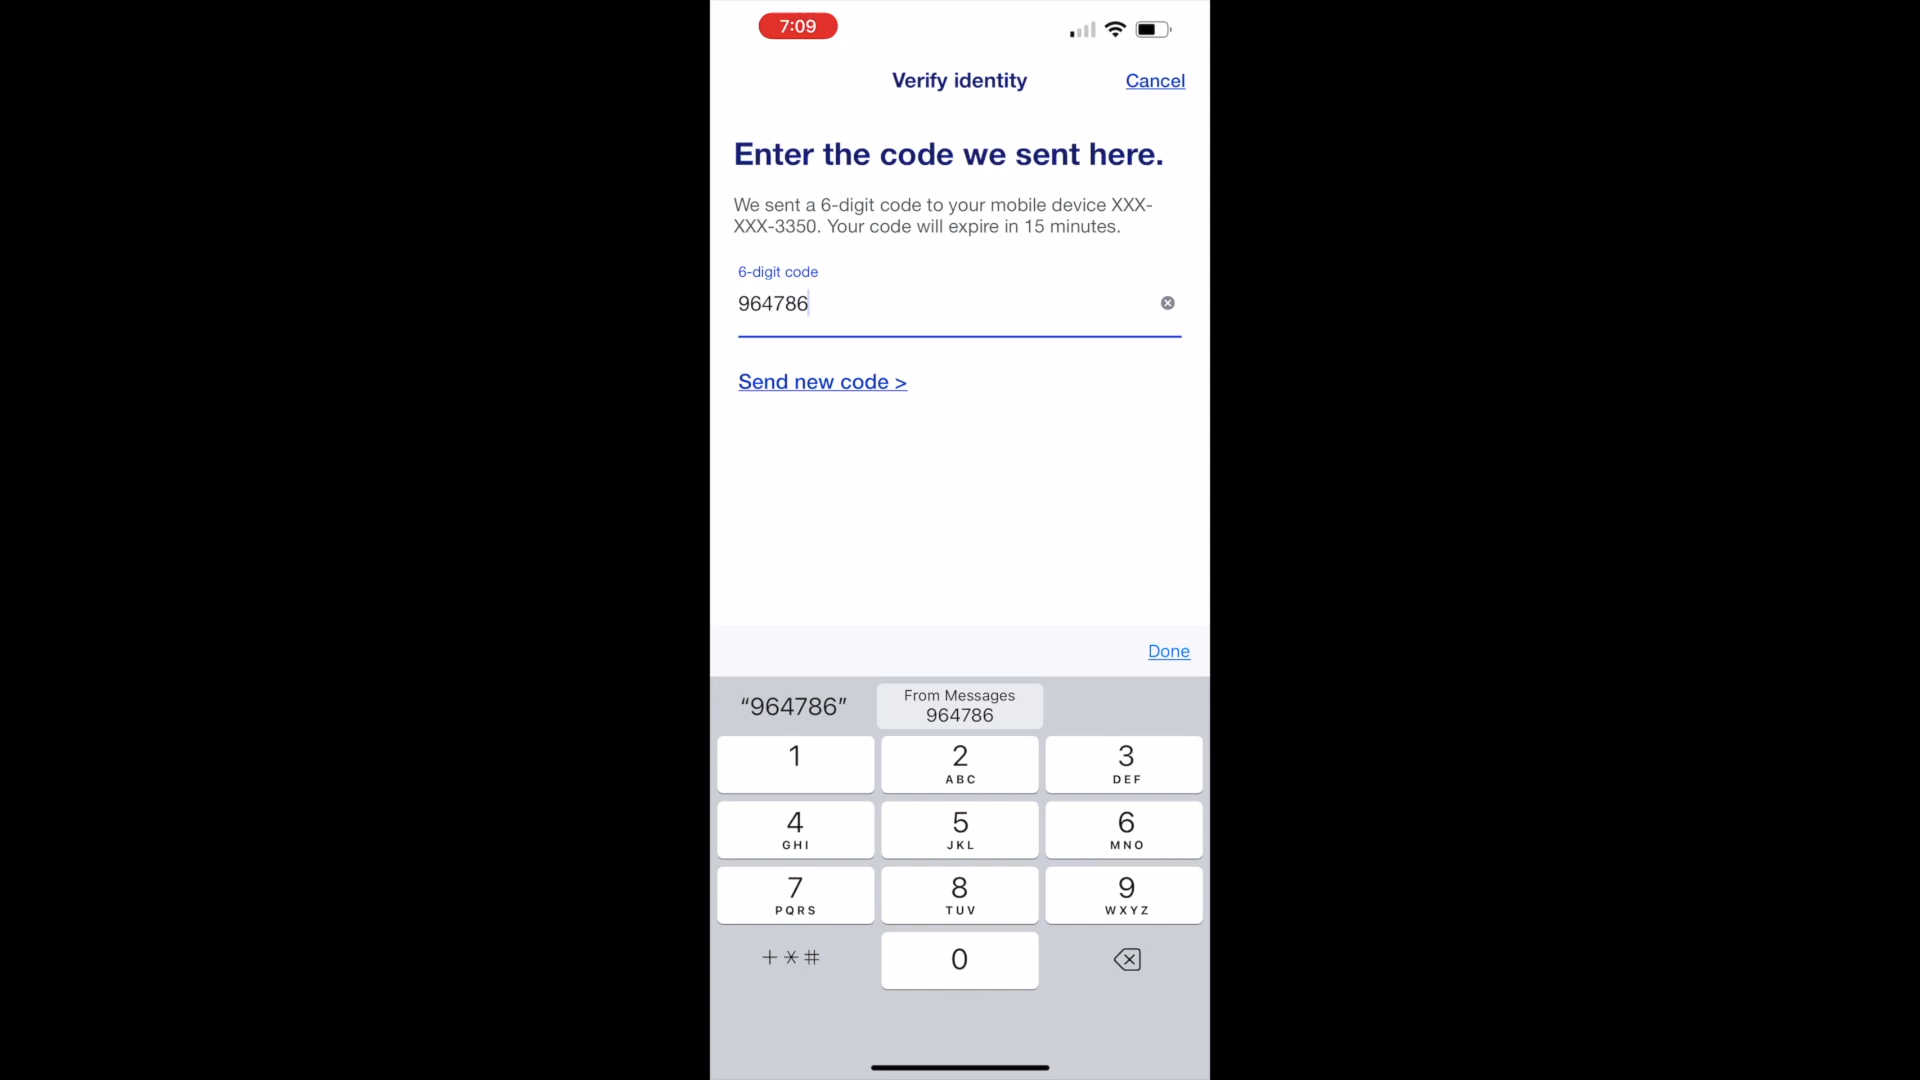 7:09
Verify identity
Cancel
Enter the code we sent here.
We sent a 6-digit code to your mobile device XXX-
XXX-3350. Your code will expire in 15 minutes.
6-digit code
964786
Send new code >
Done
“964786”
From Messages
964786
1
2
3
ABC
DEF
4
5
6
GHI
JKL
MNO
7
8
9
PQRS
TUV
WXYZ
+*#
0